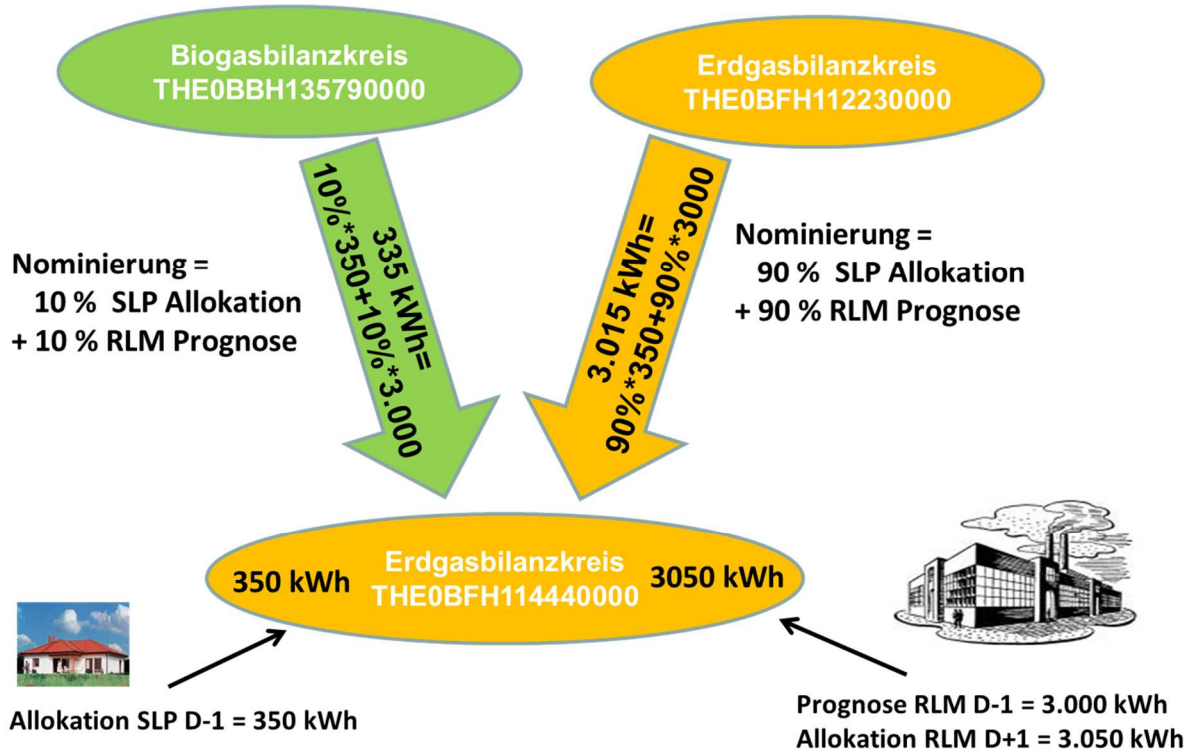 Biogasbilanzkreis
THE0BBH135790000
Erdgasbilanzkreis
THE0BFH112230000
Nominierung =
10 % SLP Allokation
+ 10 % RLM Prognose
335 kWh=
10%*350+10%*3.000
3.015 kWh=
90%*350+90%*3000
Nominierung =
90 % SLP Allokation
+ 90 % RLM Prognose
350 kWh
Erdgasbilanzkreis
THE0BFH114440000
3050 kWh
Allokation SLP D-1 = 350 kWh
Prognose RLM D-1 = 3.000 kWh
Allokation RLM D+1 = 3.050 kWh